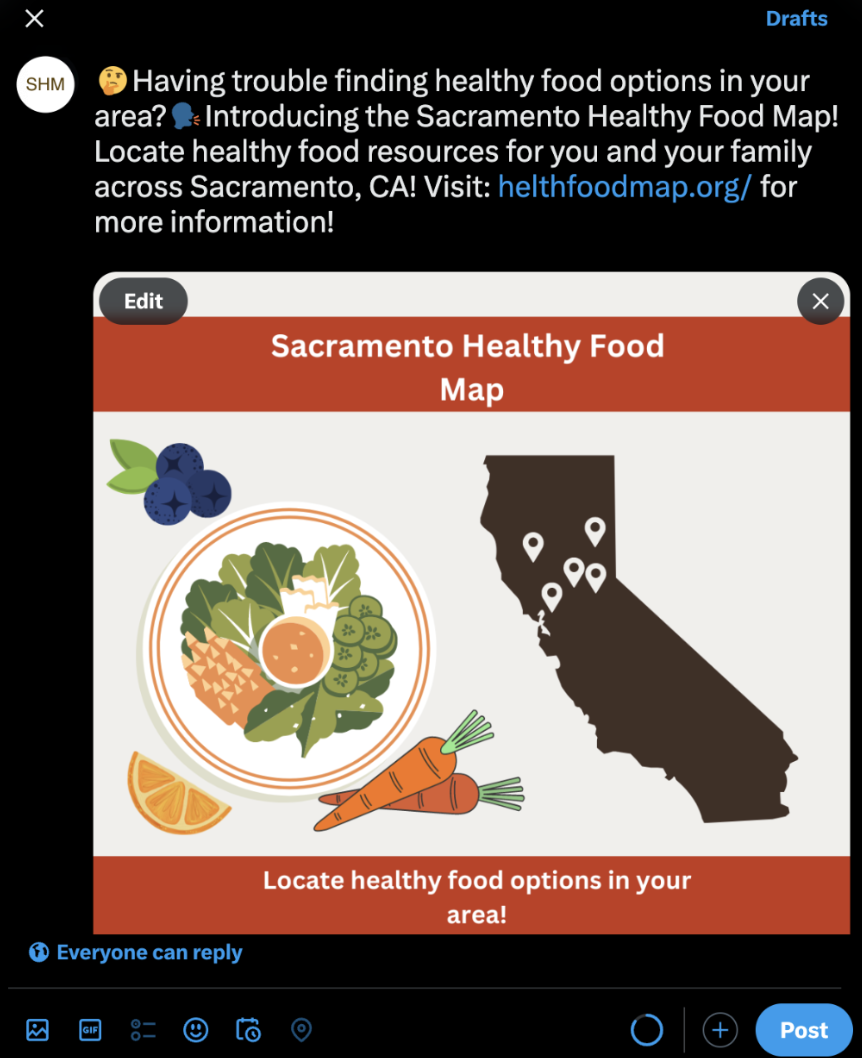 Drafts
SHM
🤔Having trouble finding healthy food options in your
area?🗣️Introducing the Sacramento Healthy Food Map!
Locate healthy food resources for you and your family
across Sacramento, CA! Visit: helthfoodmap.org/ for
more information!
Edit
Sacramento Healthy Food
Map
Locate healthy food options in your
area!
Everyone can reply
GIF
Post